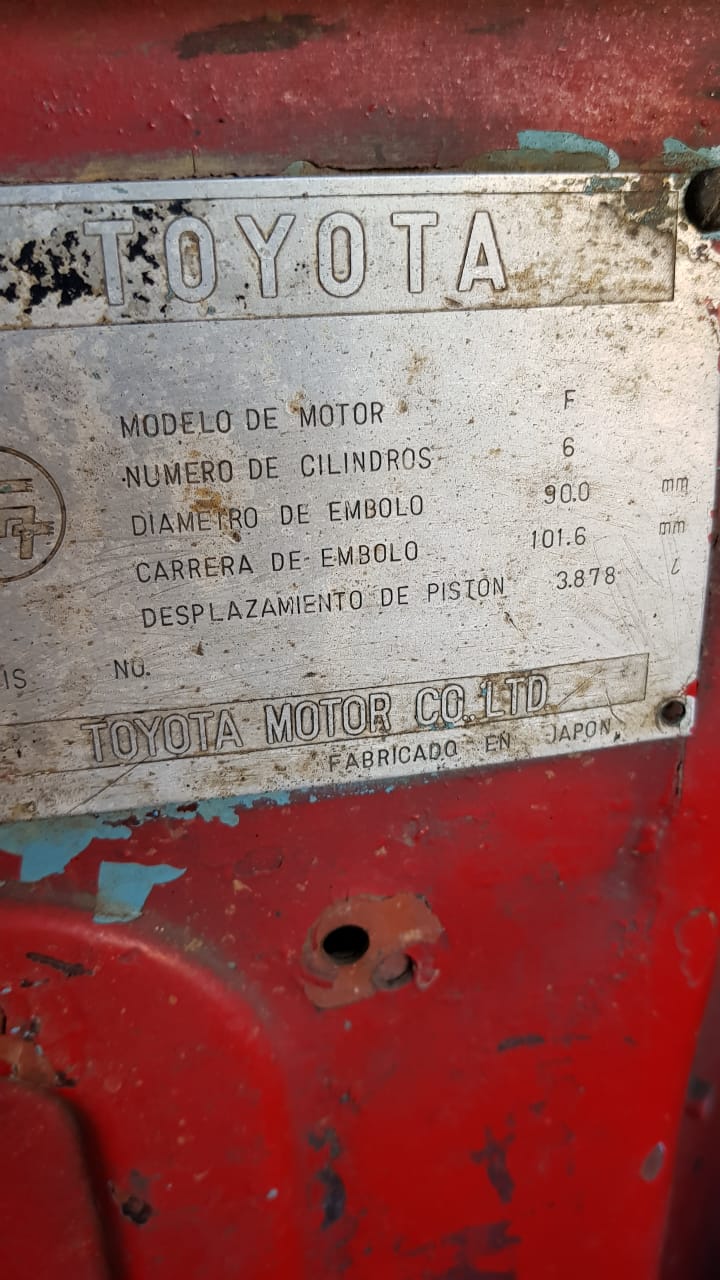 TOYOTA
MODELO DE MOTOR F
NUMERO DE CILINDROS 6
DIAMETRO DE EMBOLO 90.0 mm
CARRERA DE EMBOLO 101.6 mm
DESPLAZAMIENTO DE PISTON 3.878 l
IS NO.
TOYOTA MOTOR CO., LTD
FABRICADO EN JAPON